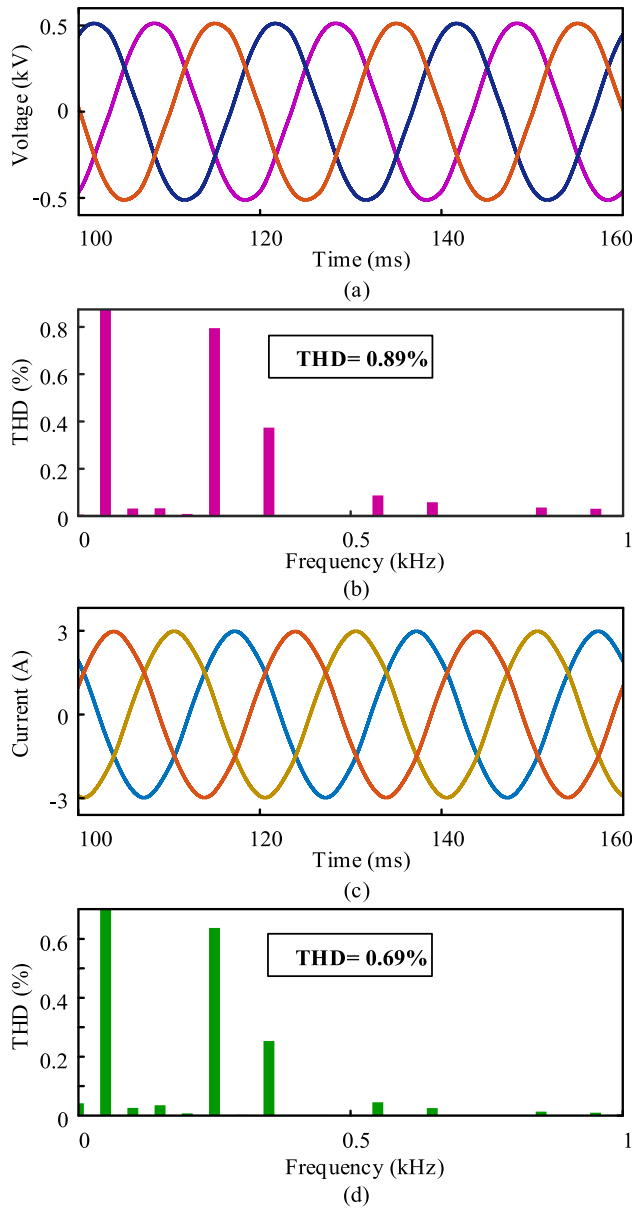 Voltage (kV)
0.5
0
-0.5
100 120 140 160
Time (ms)
(a)
THD (%)
0.8
0.6
0.4
0.2
0
THD= 0.89%
0 0.5 1
Frequency (kHz)
(b)
Current (A)
3
0
-3
100 120 140 160
Time (ms)
(c)
THD (%)
0.6
0.4
0.2
0
THD= 0.69%
0 0.5 1
Frequency (kHz)
(d)